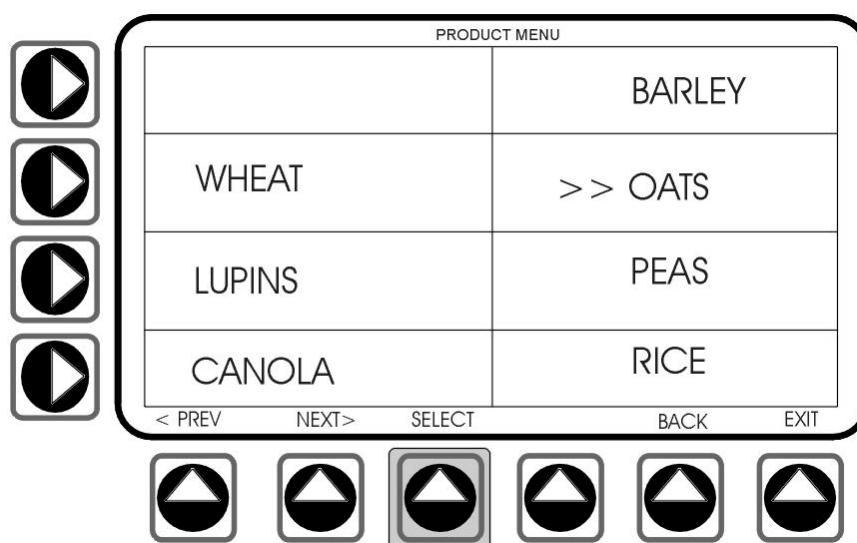 PRODUCT MENU
BARLEY
WHEAT >> OATS
LUPINS PEAS
CANOLA RICE
< PREV NEXT> SELECT BACK EXIT